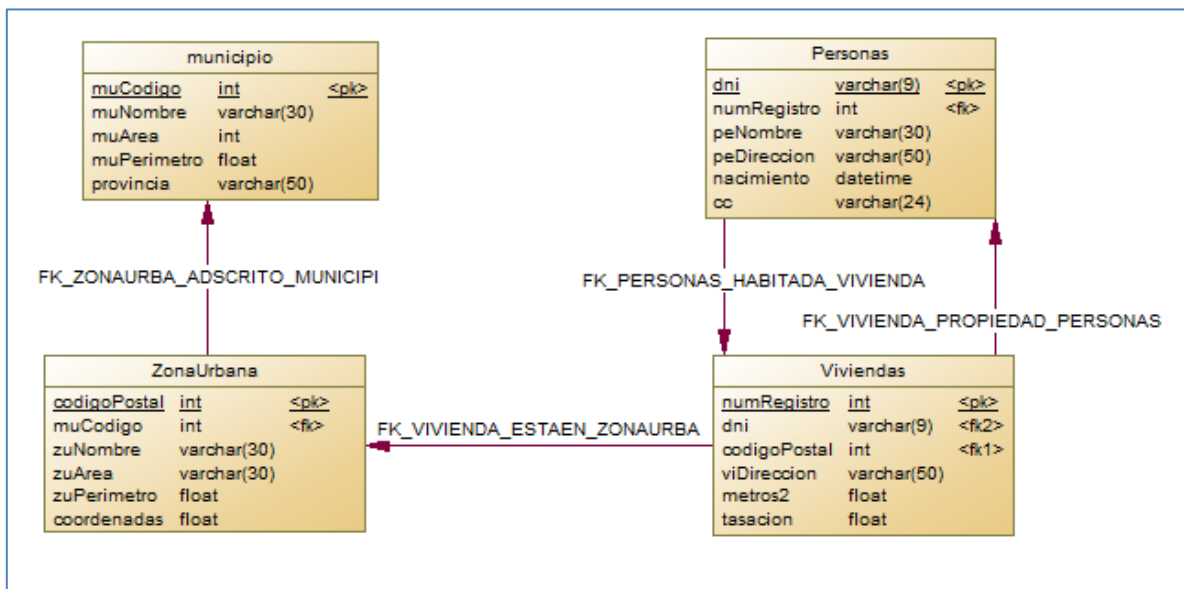 municipio
muCodigo int <pk>
muNombre varchar(30)
muArea int
muPerimetro float
provincia varchar(50)
Personas
dni varchar(9) <pk>
numRegistro int <fk>
peNombre varchar(30)
peDireccion varchar(50)
nacimiento datetime
cc varchar(24)
FK_ZONAURBA_ADSCRITO_MUNICIPI
FK_PERSONAS_HABITADA_VIVIENDA
FK_VIVIENDA_PROPIEDAD_PERSONAS
ZonaUrbana
codigoPostal int <pk>
muCodigo int <fk>
zuNombre varchar(30)
zuArea varchar(30)
zuPerimetro float
coordenadas float
FK_VIVIENDA_ESTAEN_ZONAURBA
Viviendas
numRegistro int <pk>
dni varchar(9) <fk2>
codigoPostal int <fk1>
viDireccion varchar(50)
metros2 float
tasacion float